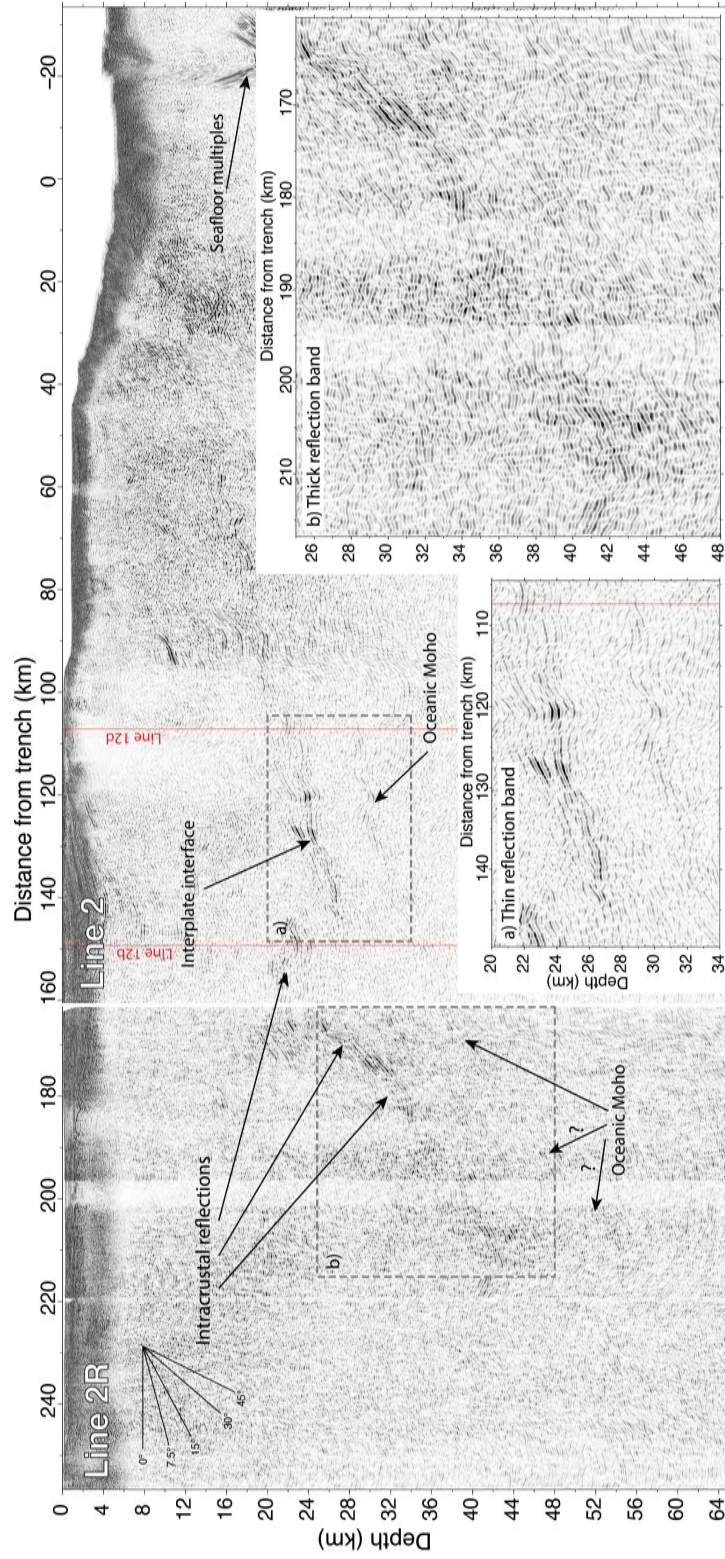 Distance from trench (km)
240 220 200 180 160 140 120 100 80 60 40 20 0 -20
Depth (km)
0
4
8
12
16
20
24
28
32
36
40
44
48
52
56
60
64
Line 2R
Line 2
Line 12b
Line 12d
0°
7.5°
15°
30°
45°
Intracrustal reflections
Interplate interface
Oceanic Moho
Seafloor multiples
a)
b)
?
?
Oceanic Moho
a) Thin reflection band
Distance from trench (km)
140 130 120 110
Depth (km)
20
22
24
26
28
30
32
34
b) Thick reflection band
Distance from trench (km)
210 200 190 180 170
26
28
30
32
34
36
38
40
42
44
46
48